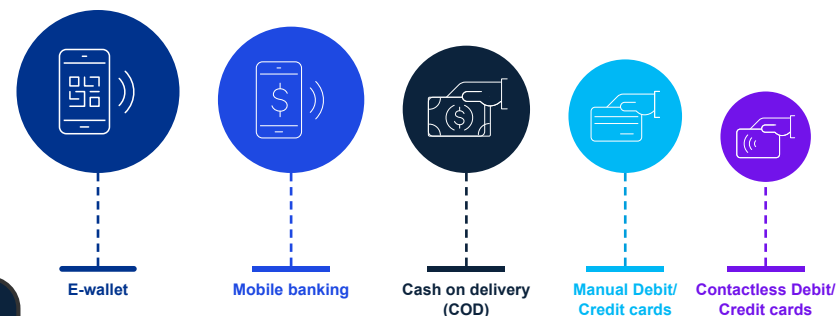 E-wallet
Mobile banking
Cash on delivery
(COD)
Manual Debit/
Credit cards
Contactless Debit/
Credit cards